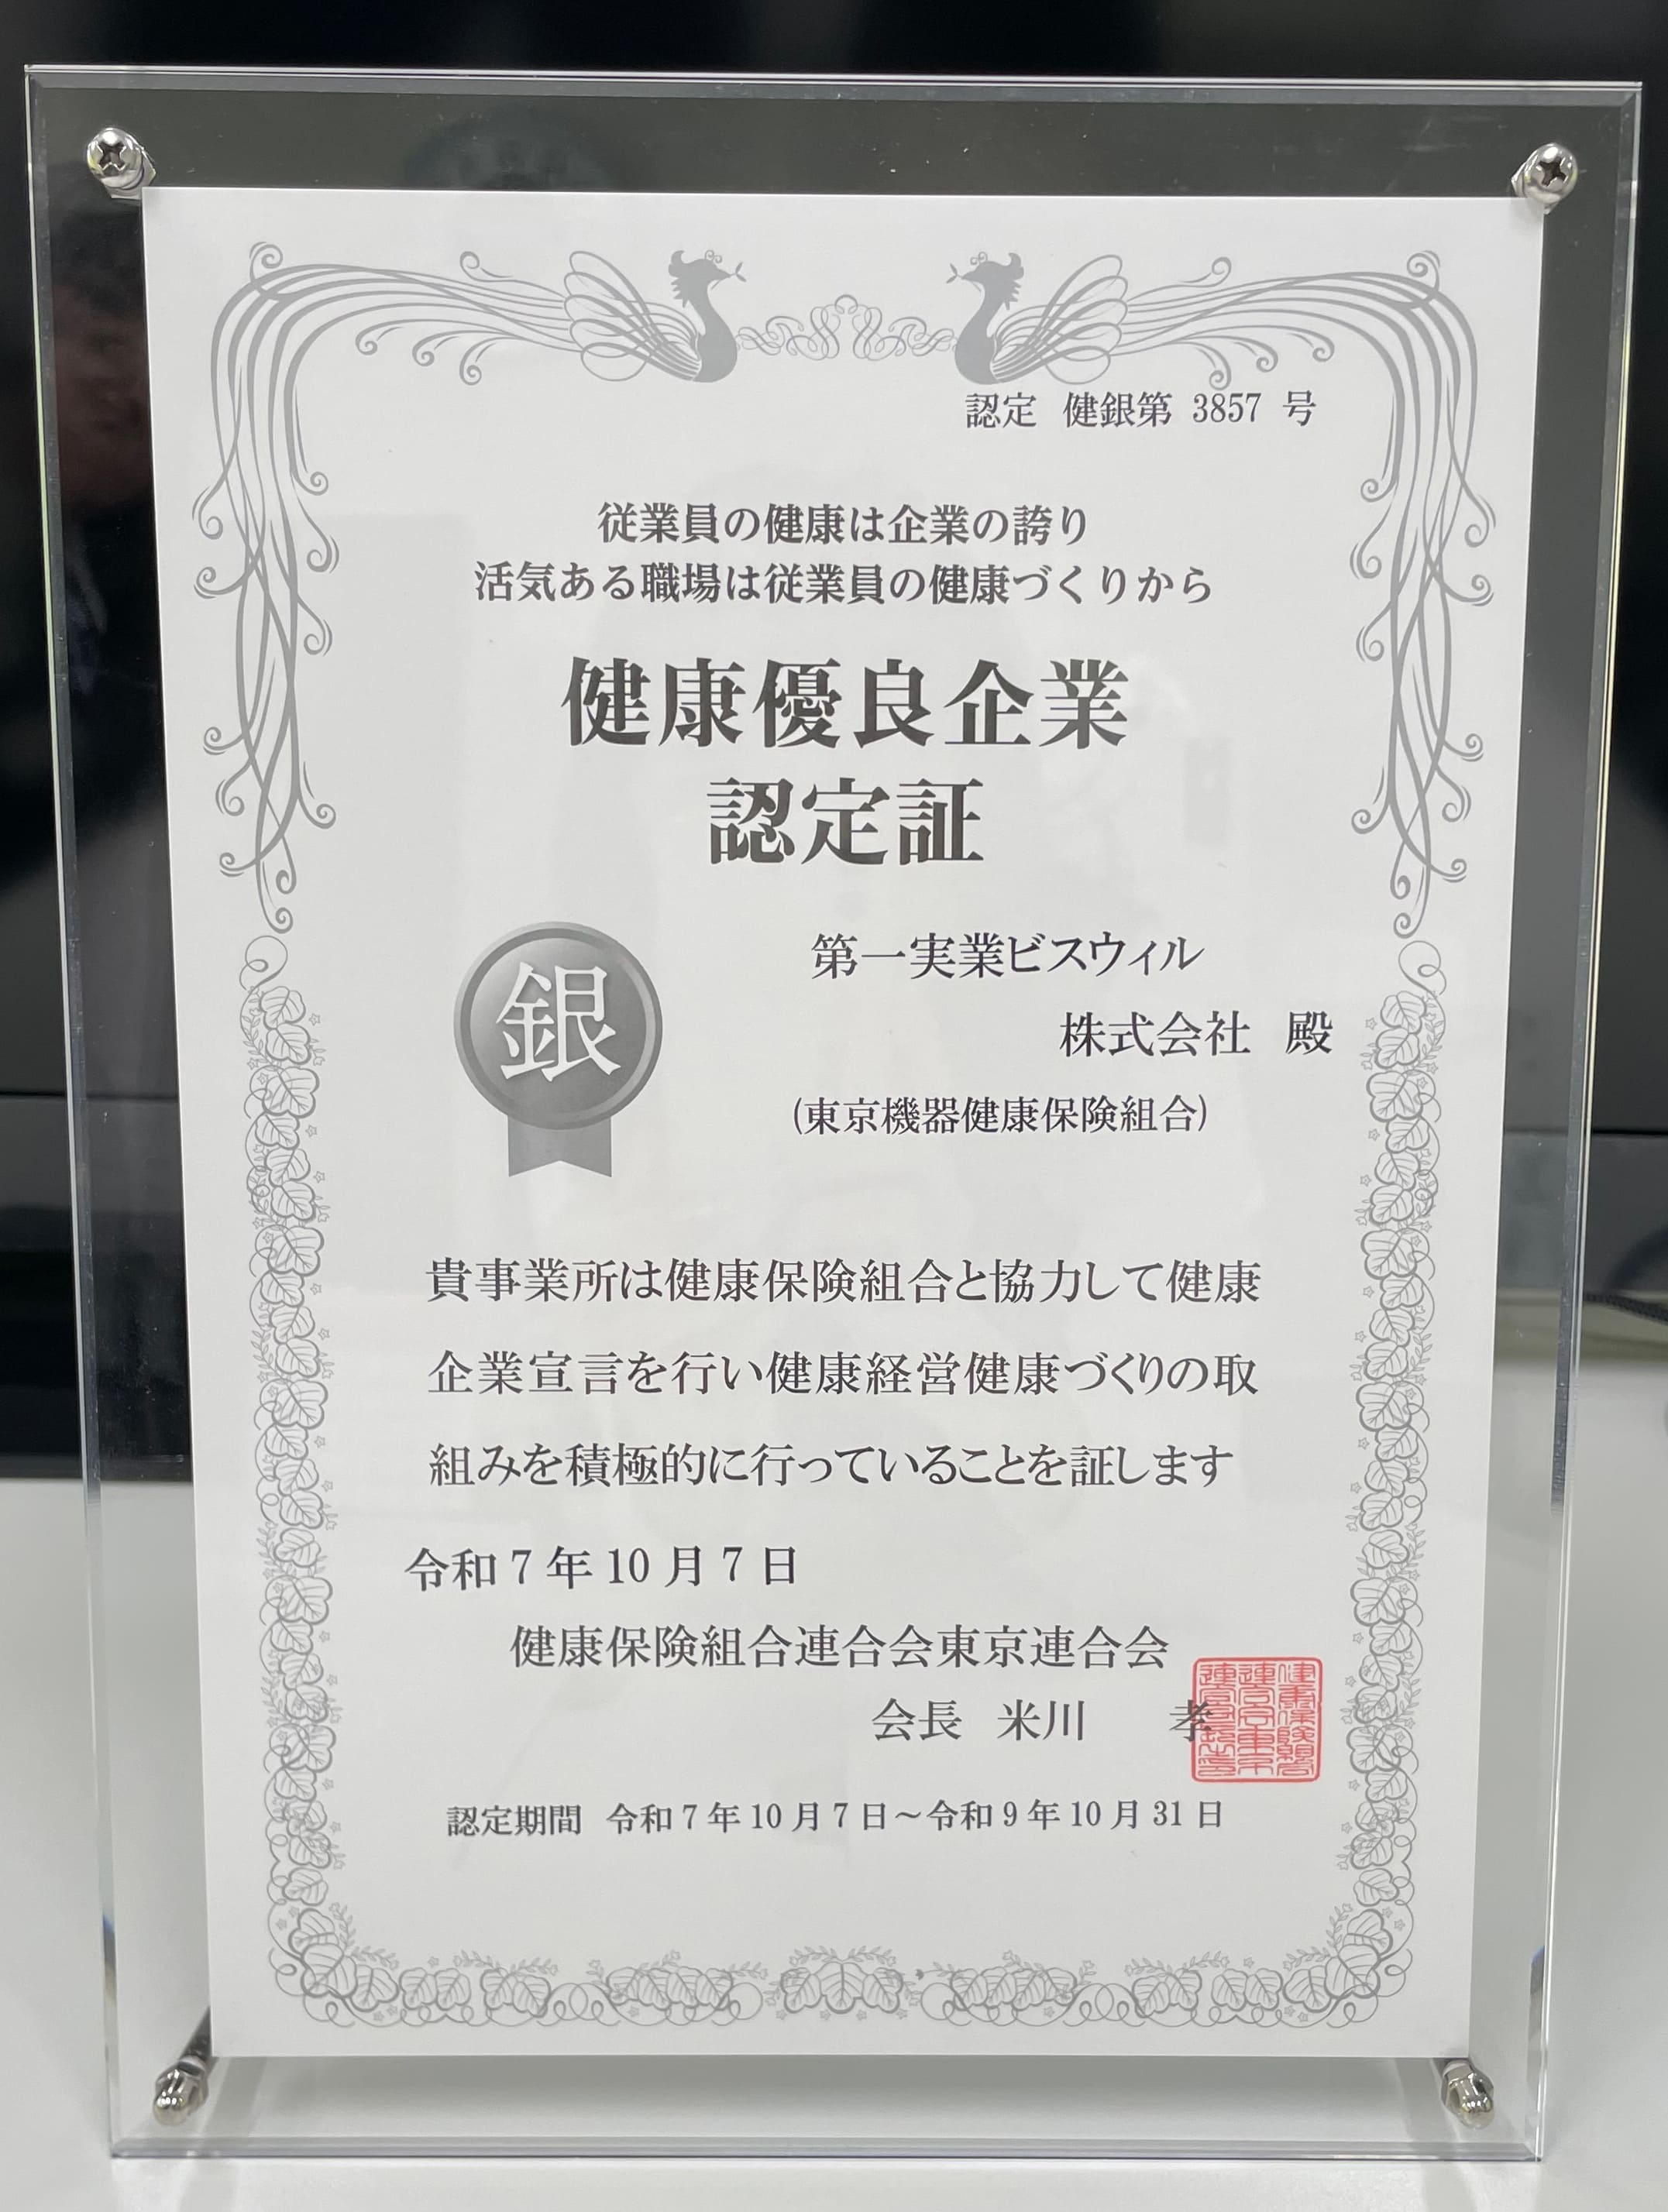 認定 健銀第 3857 号
従業員の健康は企業の誇り
活気ある職場は従業員の健康づくりから
健康優良企業
認定証
銀
第一実業ビスウィル
株式会社 殿
(東京機器健康保険組合)
貴事業所は健康保険組合と協力して健康
企業宣言を行い健康経営健康づくりの取
組みを積極的に行っていることを証します
令和7年10月7日
健康保険組合連合会東京連合会
会長 米川 孝
認定期間 令和7年10月7日～令和9年10月31日